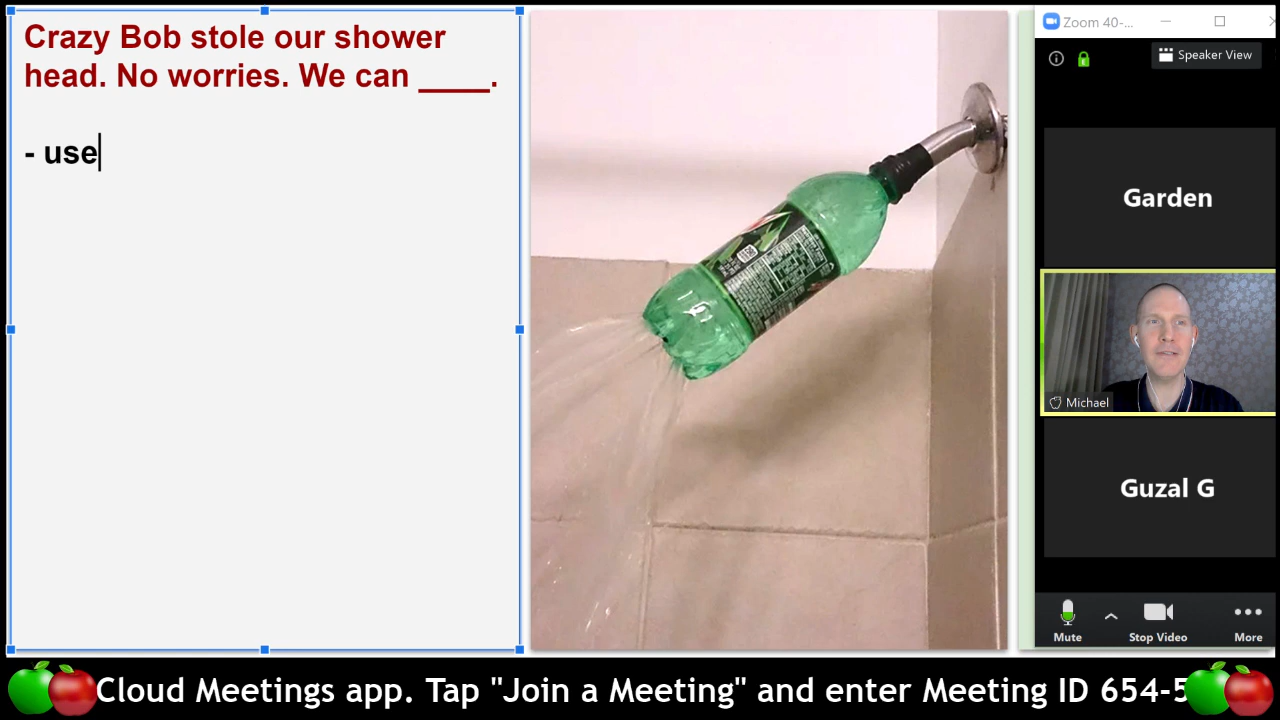 Crazy Bob stole our shower
head. No worries. We can ____.
- use
Zoom 40-...
Speaker View
Garden
Michael
Guzal G
Mute
Stop Video
More
Cloud Meetings app. Tap "Join a Meeting" and enter Meeting ID 654-5